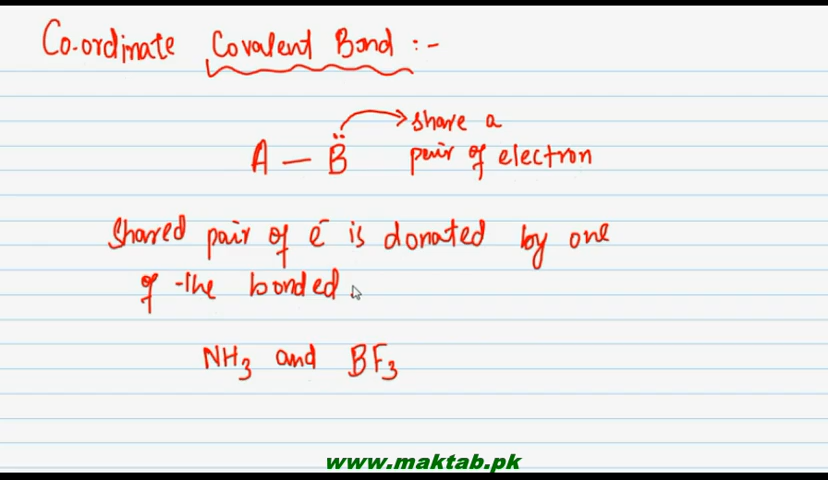 Co-ordinate Covalent Bond :-
share a
A — B̈ pair of electron
Shared pair of ē is donated by one
of the bonded
NH₃ and BF₃
www.maktab.pk